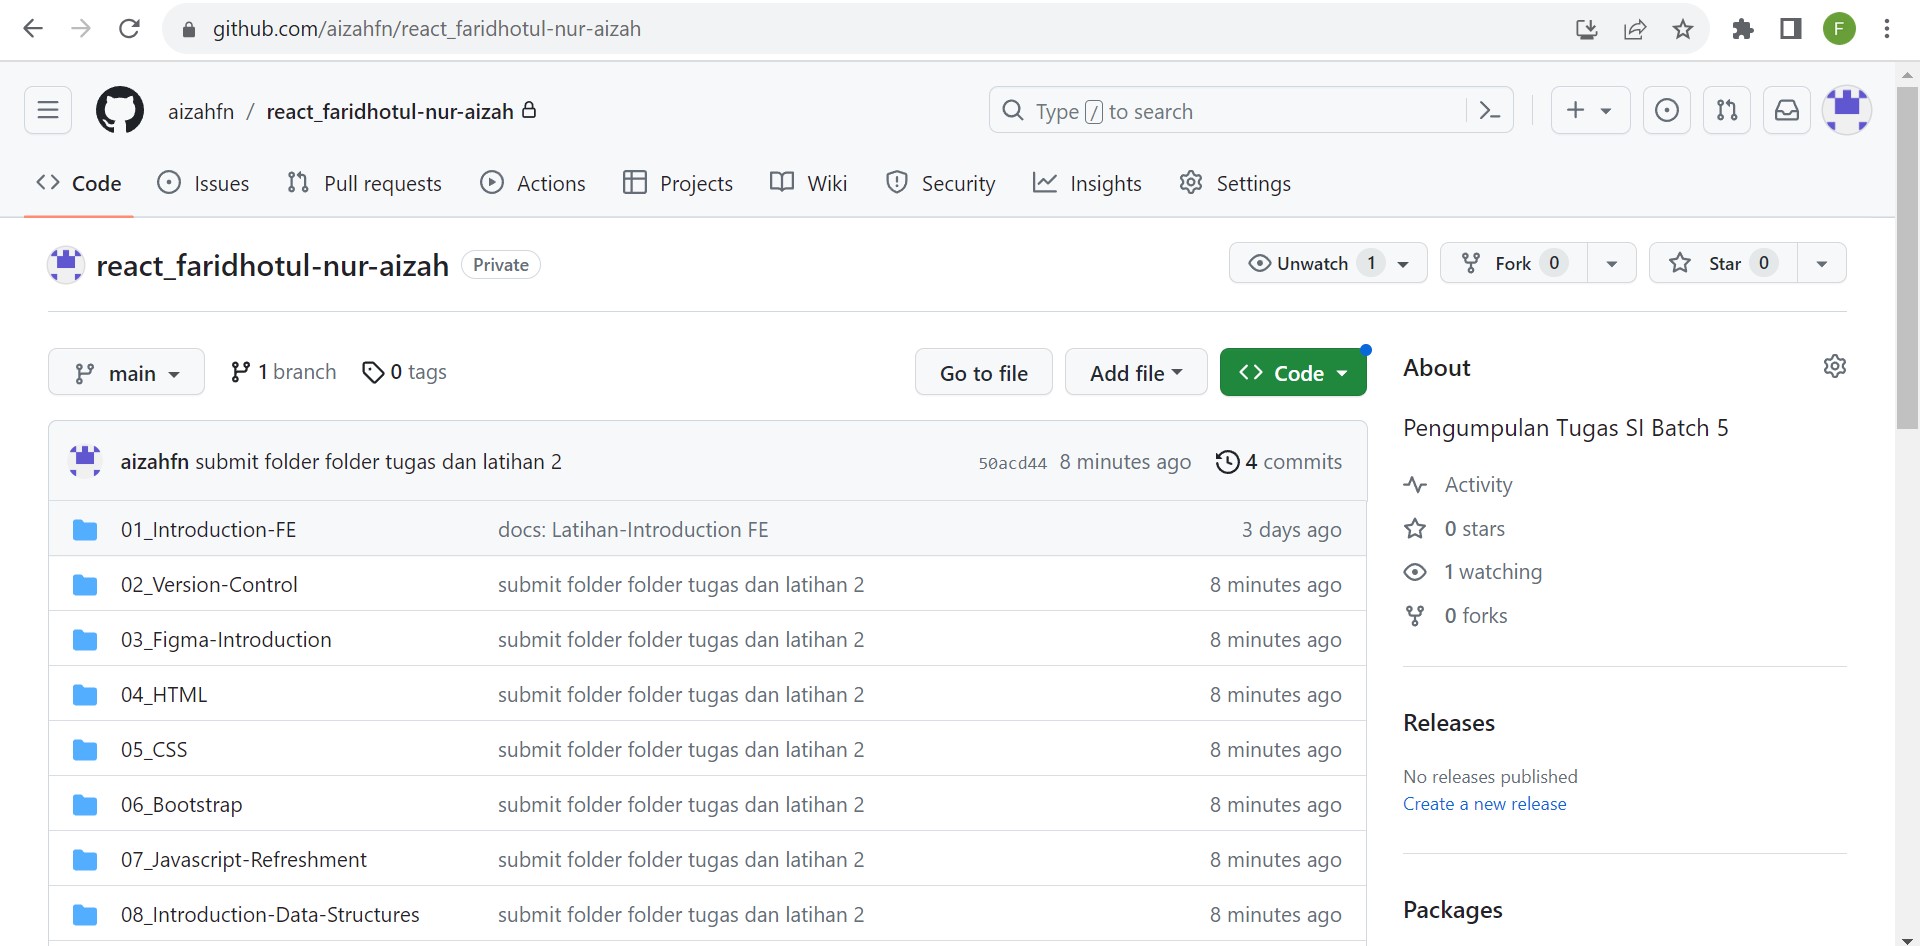 github.com/aizahfn/react_faridhotul-nur-aizah
F
aizahfn / react_faridhotul-nur-aizah
Type / to search
Code Issues Pull requests Actions Projects Wiki Security Insights Settings
react_faridhotul-nur-aizah Private
Unwatch 1 Fork 0 Star 0
main 1 branch 0 tags
Go to file Add file Code
aizahfn submit folder folder tugas dan latihan 2 50acd44 8 minutes ago 4 commits
01_Introduction-FE docs: Latihan-Introduction FE 3 days ago
02_Version-Control submit folder folder tugas dan latihan 2 8 minutes ago
03_Figma-Introduction submit folder folder tugas dan latihan 2 8 minutes ago
04_HTML submit folder folder tugas dan latihan 2 8 minutes ago
05_CSS submit folder folder tugas dan latihan 2 8 minutes ago
06_Bootstrap submit folder folder tugas dan latihan 2 8 minutes ago
07_Javascript-Refreshment submit folder folder tugas dan latihan 2 8 minutes ago
08_Introduction-Data-Structures submit folder folder tugas dan latihan 2 8 minutes ago
About
Pengumpulan Tugas SI Batch 5
Activity
0 stars
1 watching
0 forks
Releases
No releases published
Create a new release
Packages